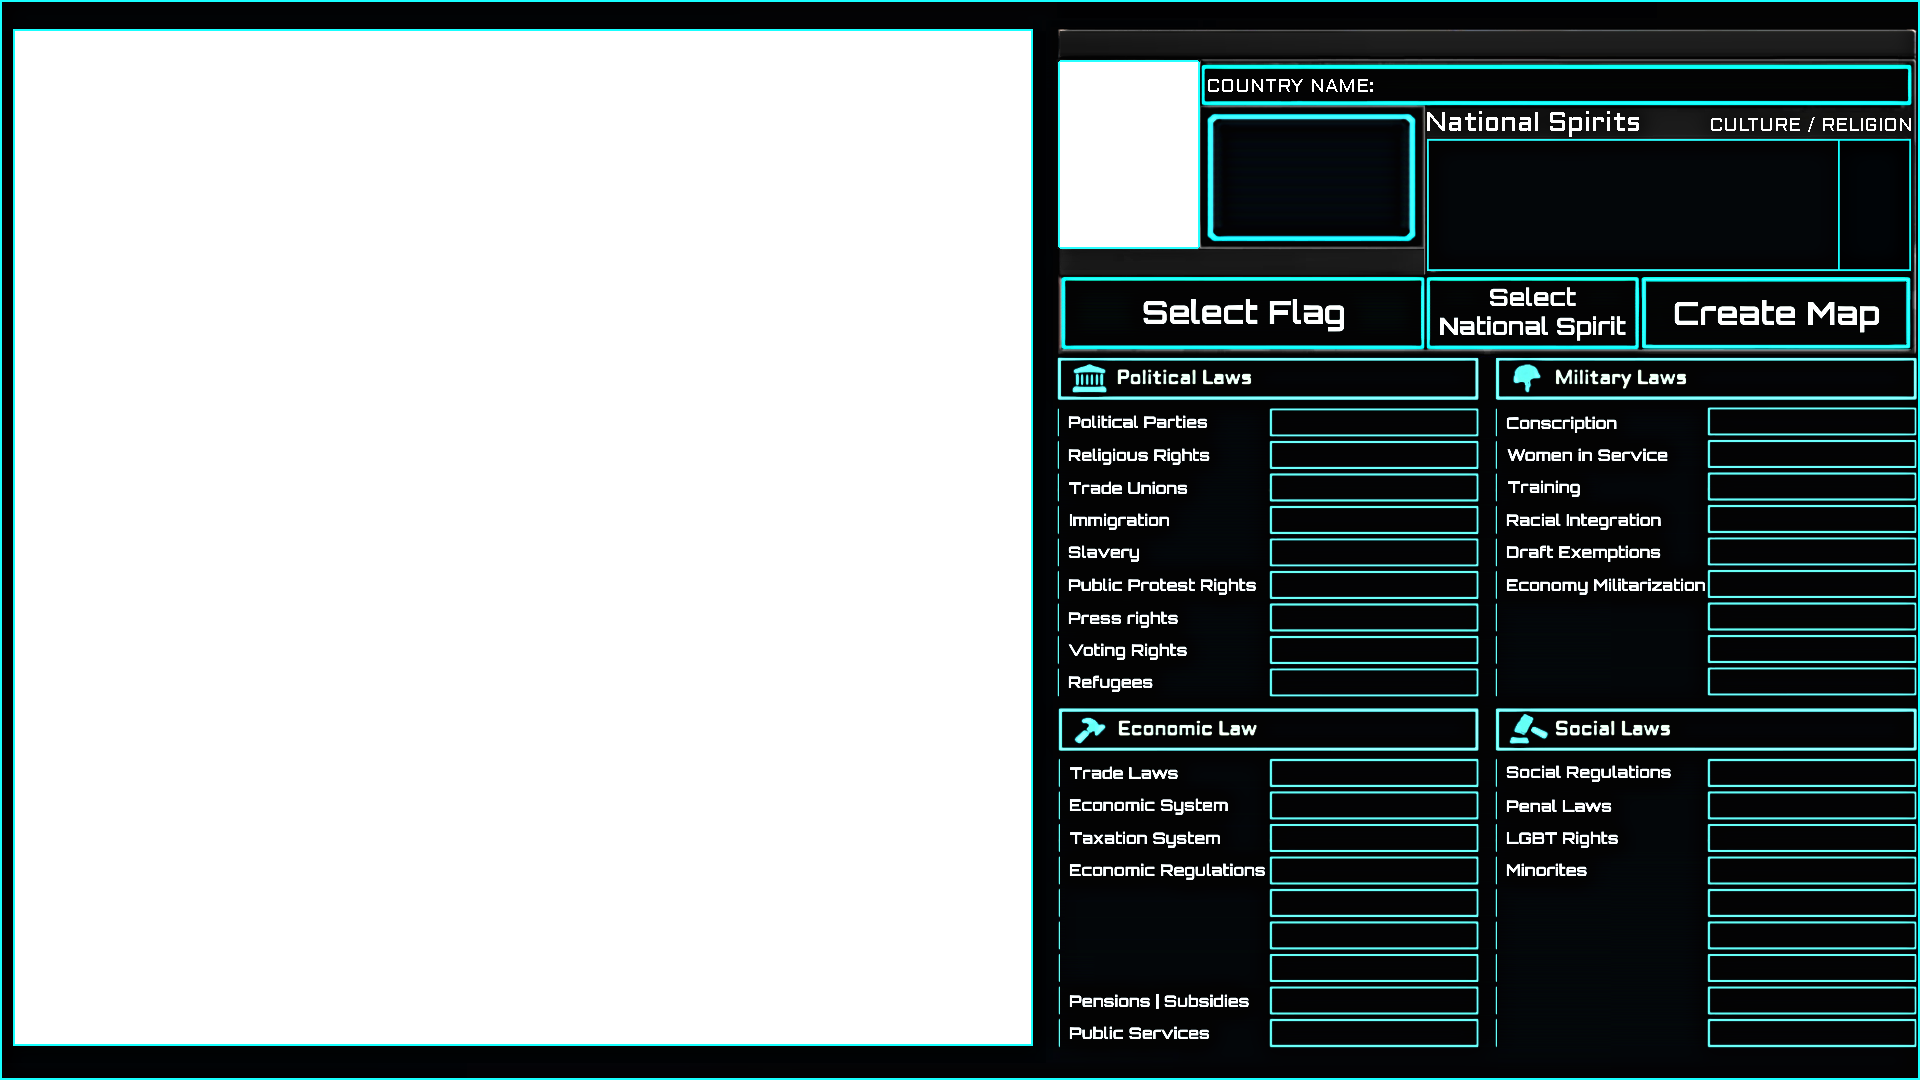 COUNTRY NAME:
National Spirits
CULTURE / RELIGION
Select Flag
Select
National Spirit
Create Map
Political Laws
Political Parties
Religious Rights
Trade Unions
Immigration
Slavery
Public Protest Rights
Press rights
Voting Rights
Refugees
Military Laws
Conscription
Women in Service
Training
Racial Integration
Draft Exemptions
Economy Militarization
Economic Law
Trade Laws
Economic System
Taxation System
Economic Regulations
Pensions | Subsidies
Public Services
Social Laws
Social Regulations
Penal Laws
LGBT Rights
Minorites